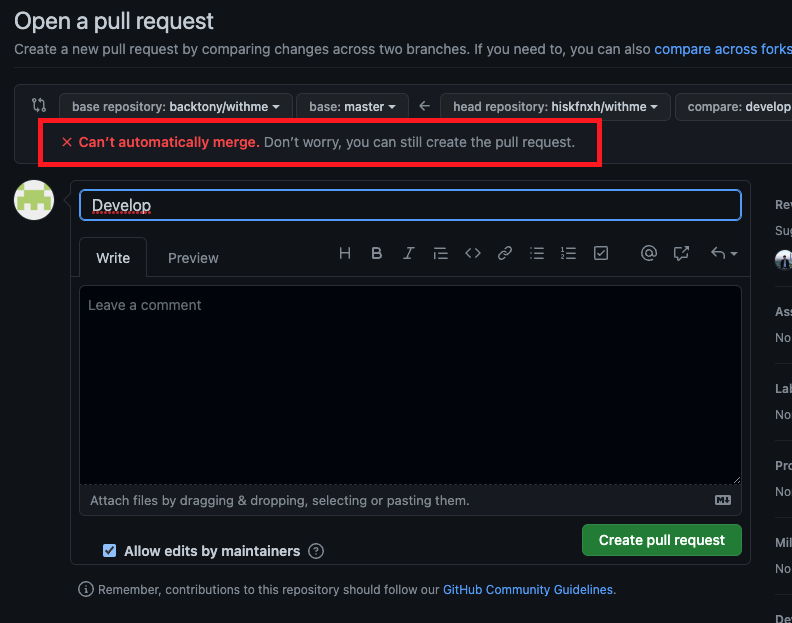 Open a pull request
Create a new pull request by comparing changes across two branches. If you need to, you can also compare across forks
base repository: backtony/withme base: master ← head repository: hiskfnxh/withme compare: develop
× Can't automatically merge. Don't worry, you can still create the pull request.
Develop
Write Preview
Leave a comment
Attach files by dragging & dropping, selecting or pasting them.
Allow edits by maintainers
Create pull request
Remember, contributions to this repository should follow our GitHub Community Guidelines.
Rev
Sug
Ass
No
Lab
No
Pro
No
Mil
No
Dev